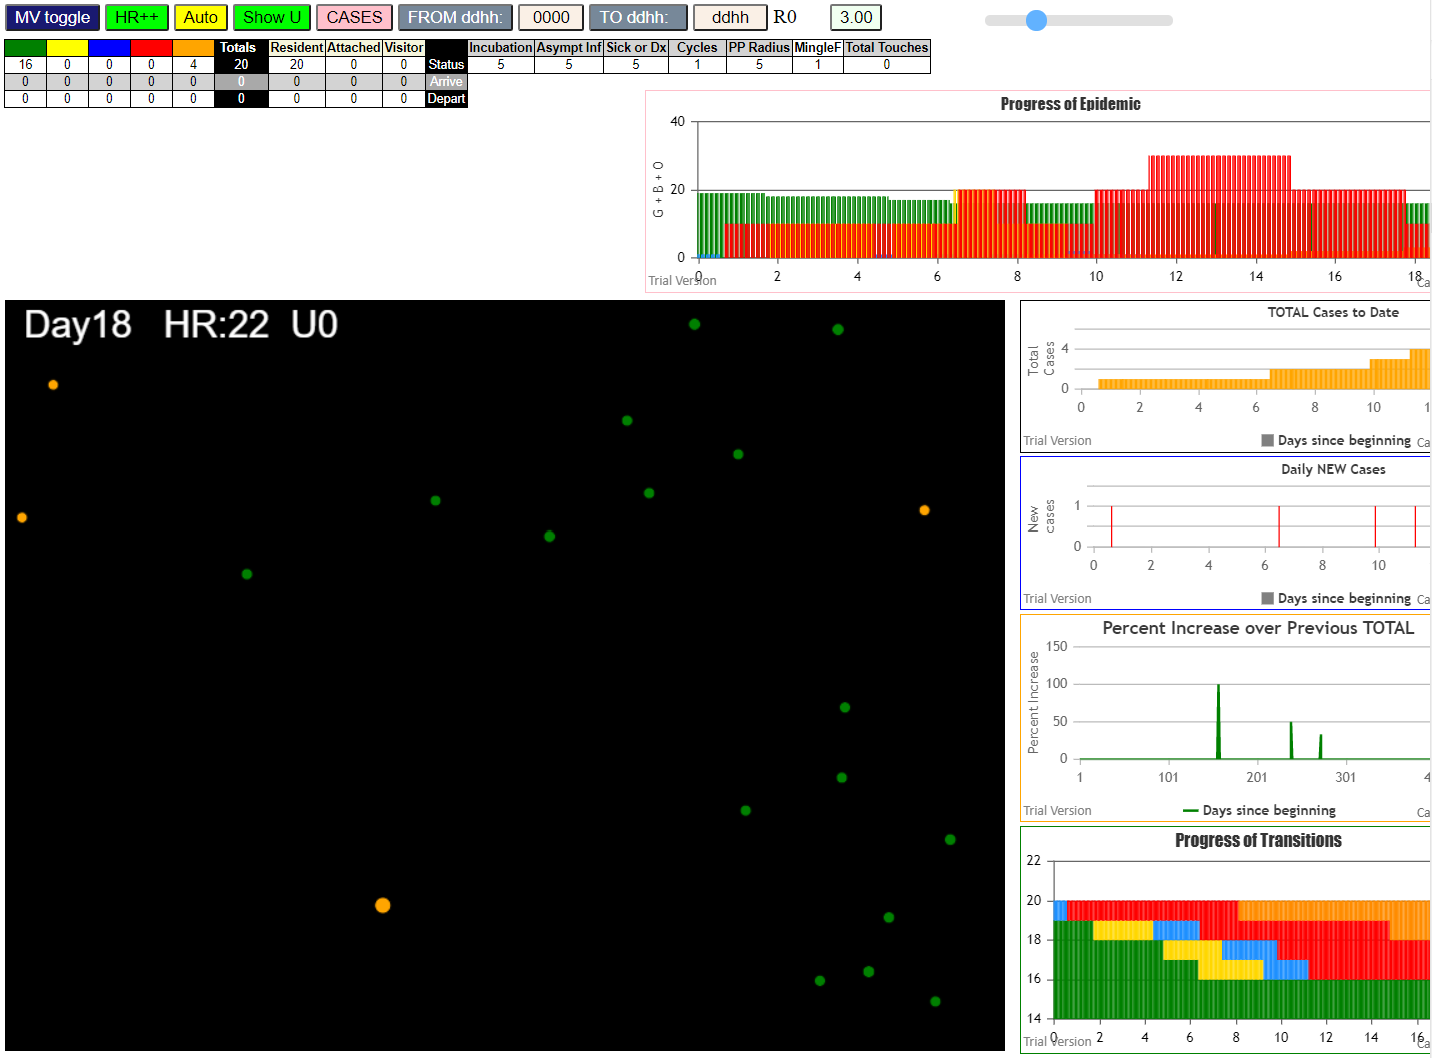 MV toggle HR++ Auto Show U CASES FROM ddhh: 0000 TO ddhh: ddhh R0 3.00
Totals Resident Attached Visitor Incubation Asympt Inf Sick or Dx Cycles PP Radius MingleF Total Touches
16 0 0 0 4 20 20 0 0 Status 5 5 5 1 5 1 0
0 0 0 0 0 0 0 0 0 Arrive
0 0 0 0 0 0 0 0 0 Depart
Progress of Epidemic
40
20
0
G + B + O
0 2 4 6 8 10 12 14 16 18
Trial Version
Ca
Day18 HR:22 U0
TOTAL Cases to Date
Total
Cases
4
0
0 2 4 6 8 10 1
Days since beginning
Trial Version Ca
Daily NEW Cases
New
cases
1
0
0 2 4 6 8 10
Days since beginning
Trial Version Ca
Percent Increase over Previous TOTAL
Percent Increase
150
100
50
0
1 101 201 301 4
Days since beginning
Trial Version Ca
Progress of Transitions
22
20
18
16
14
0 2 4 6 8 10 12 14 16
Trial Version Ca